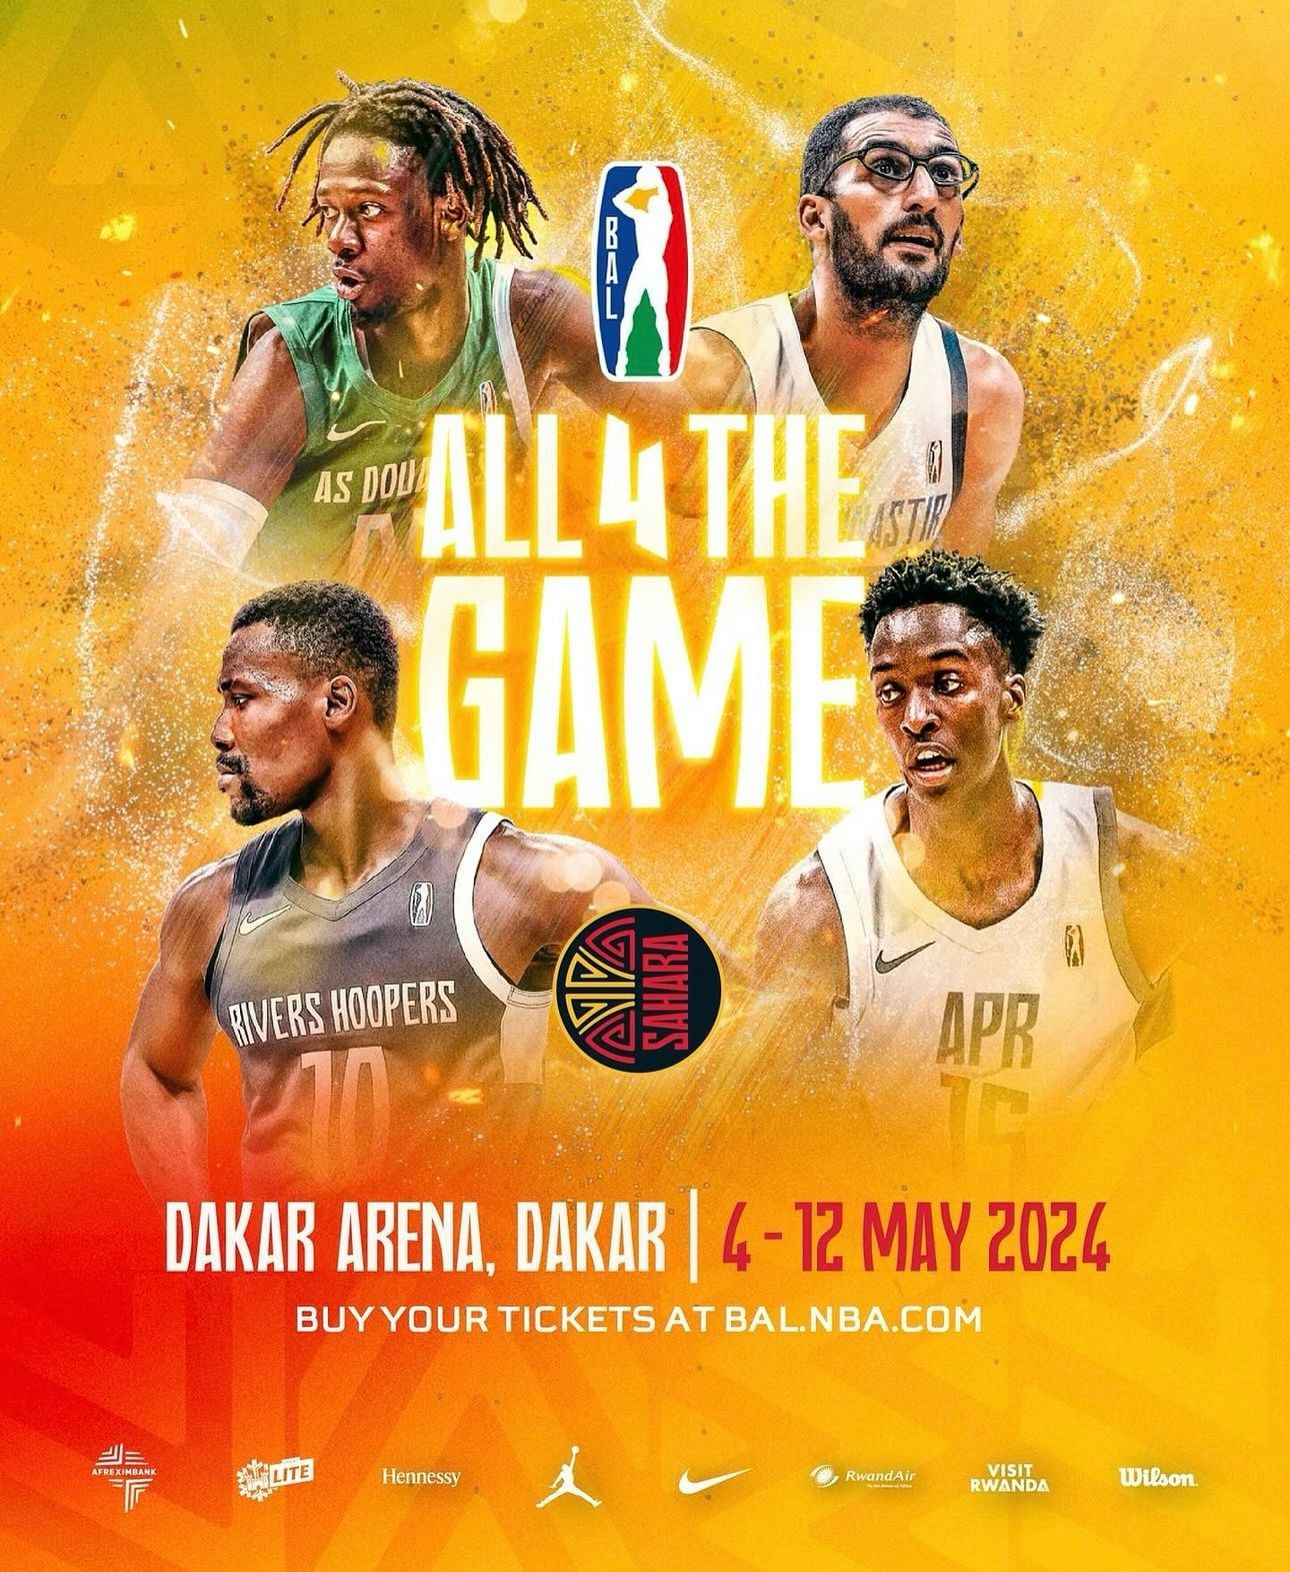 BAL
AS DOU
ASTIR
ALL 4 THE
GAME
RIVERS HOOPERS
10
SAHARA
APR
15
DAKAR ARENA, DAKAR | 4 - 12 MAY 2024
BUY YOUR TICKETS AT BAL.NBA.COM
AFREXIMBANK
LITE
Hennessy
RwandAir
VISIT
RWANDA
Wilson